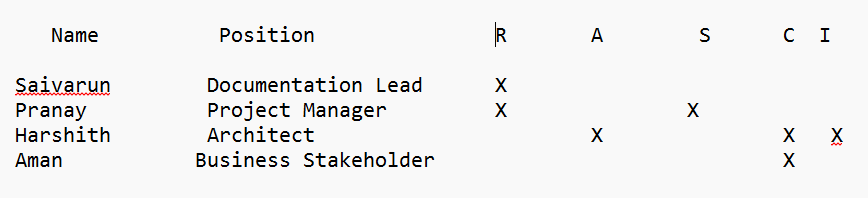 Name Position R A S C I
Saivarun Documentation Lead X
Pranay Project Manager X X
Harshith Architect X X X
Aman Business Stakeholder X